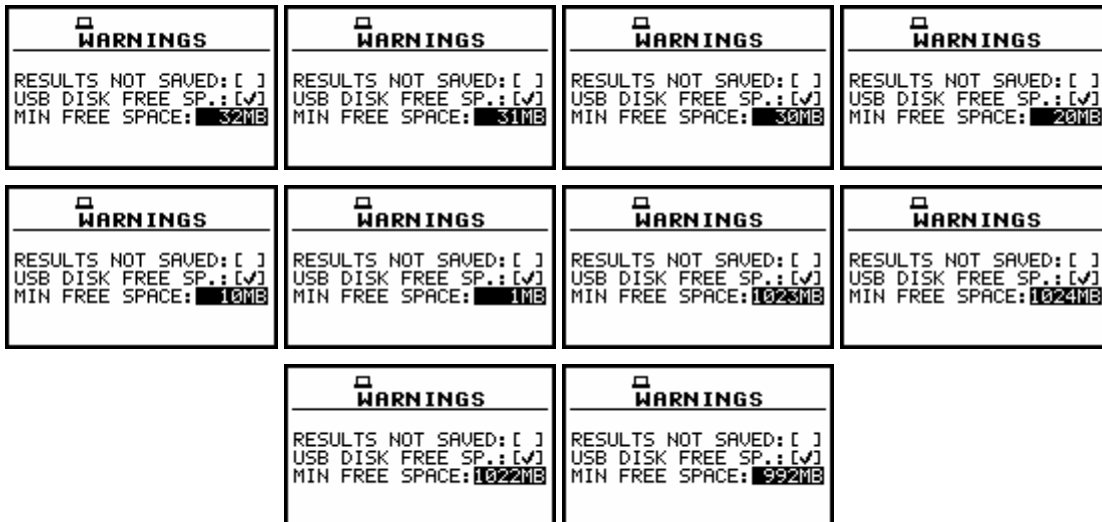 WARNINGS
RESULTS NOT SAVED:[ ]
USB DISK FREE SP.:[✓]
MIN FREE SPACE: 32MB
WARNINGS
RESULTS NOT SAVED:[ ]
USB DISK FREE SP.:[✓]
MIN FREE SPACE: 31MB
WARNINGS
RESULTS NOT SAVED:[ ]
USB DISK FREE SP.:[✓]
MIN FREE SPACE: 30MB
WARNINGS
RESULTS NOT SAVED:[ ]
USB DISK FREE SP.:[✓]
MIN FREE SPACE: 20MB
WARNINGS
RESULTS NOT SAVED:[ ]
USB DISK FREE SP.:[✓]
MIN FREE SPACE: 10MB
WARNINGS
RESULTS NOT SAVED:[ ]
USB DISK FREE SP.:[✓]
MIN FREE SPACE: 1MB
WARNINGS
RESULTS NOT SAVED:[ ]
USB DISK FREE SP.:[✓]
MIN FREE SPACE:1023MB
WARNINGS
RESULTS NOT SAVED:[ ]
USB DISK FREE SP.:[✓]
MIN FREE SPACE:1024MB
WARNINGS
RESULTS NOT SAVED:[ ]
USB DISK FREE SP.:[✓]
MIN FREE SPACE:1022MB
WARNINGS
RESULTS NOT SAVED:[ ]
USB DISK FREE SP.:[✓]
MIN FREE SPACE: 992MB